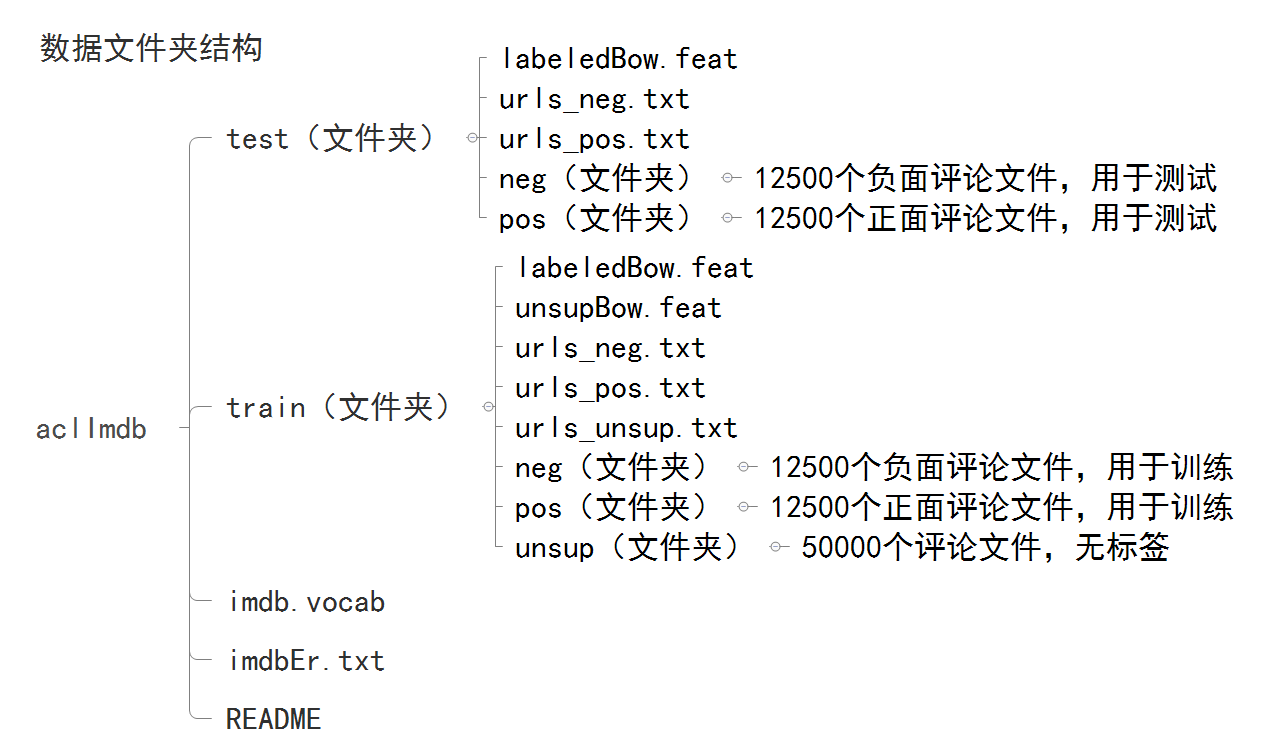 数据文件夹结构
aclImdb
test（文件夹）
labeledBow.feat
urls_neg.txt
urls_pos.txt
neg（文件夹） 12500个负面评论文件，用于测试
pos（文件夹） 12500个正面评论文件，用于测试
train（文件夹）
labeledBow.feat
unsupBow.feat
urls_neg.txt
urls_pos.txt
urls_unsup.txt
neg（文件夹） 12500个负面评论文件，用于训练
pos（文件夹） 12500个正面评论文件，用于训练
unsup（文件夹） 50000个评论文件，无标签
imdb.vocab
imdbEr.txt
README